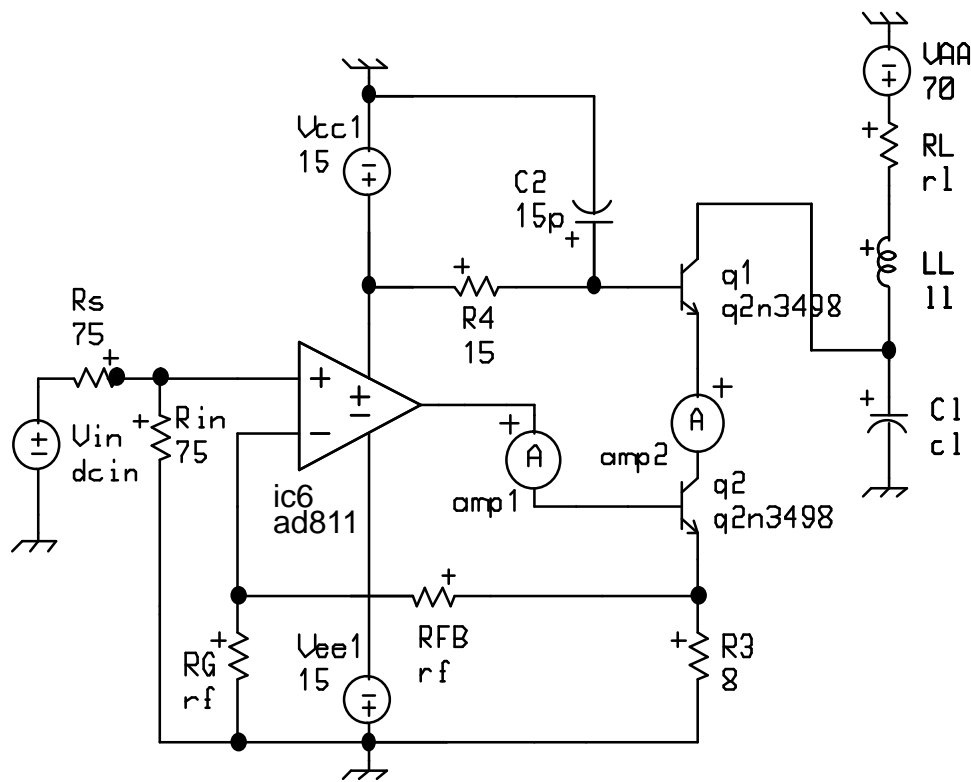 VAA
70
RL
rl
LL
ll
Cl
cl
Vcc1
15
C2
15p
R4
15
q1
q2n3498
Rs
75
Vin
dcin
Rin
75
ic6
ad811
A
amp1
A
amp2
q2
q2n3498
RFB
rf
RG
rf
Vee1
15
R3
8